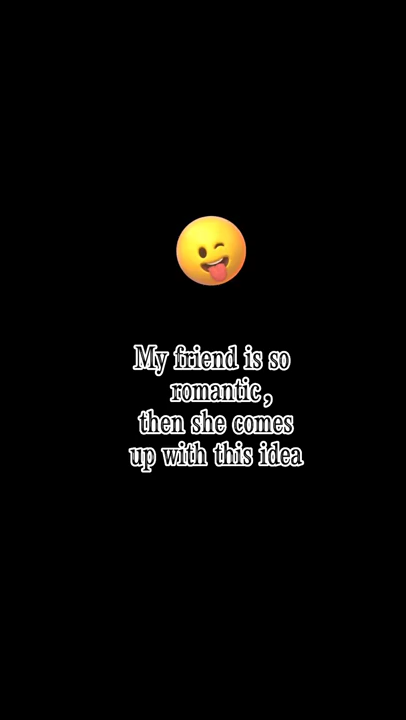 My friend is so
romantic,
then she comes
up with this idea